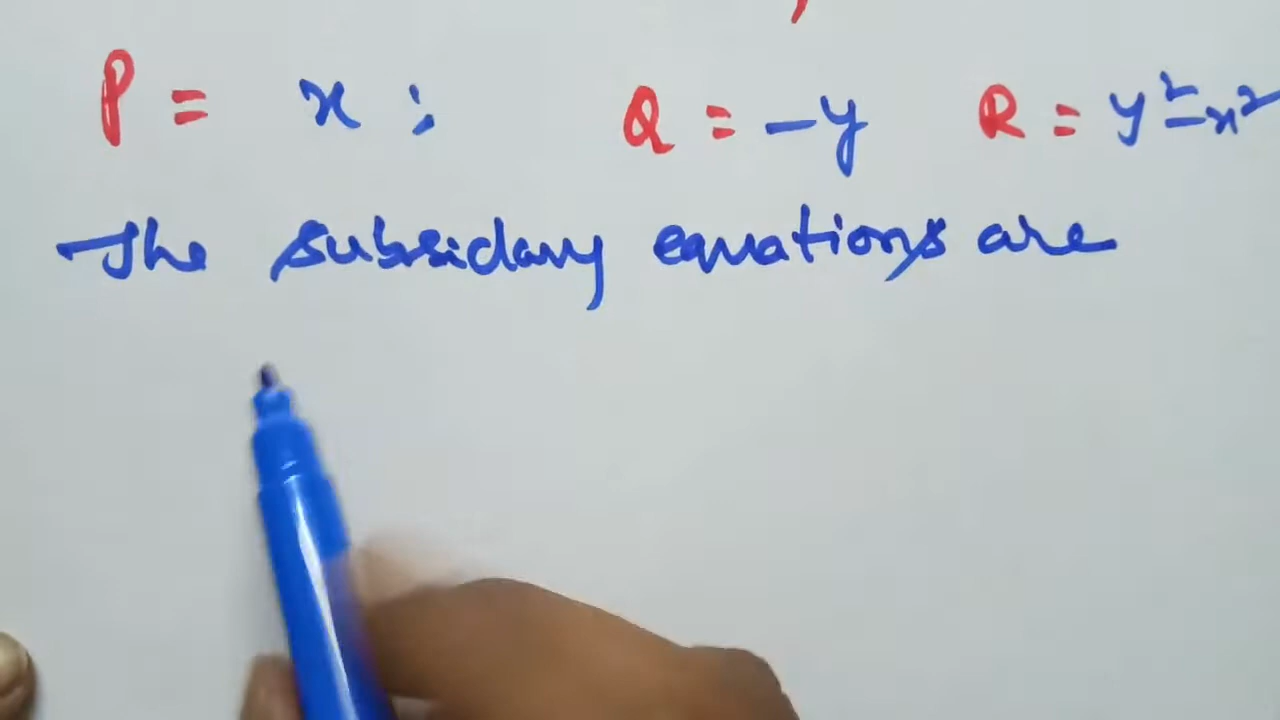 P = x ; Q = -y R = y² - x²
The subsidary equations are